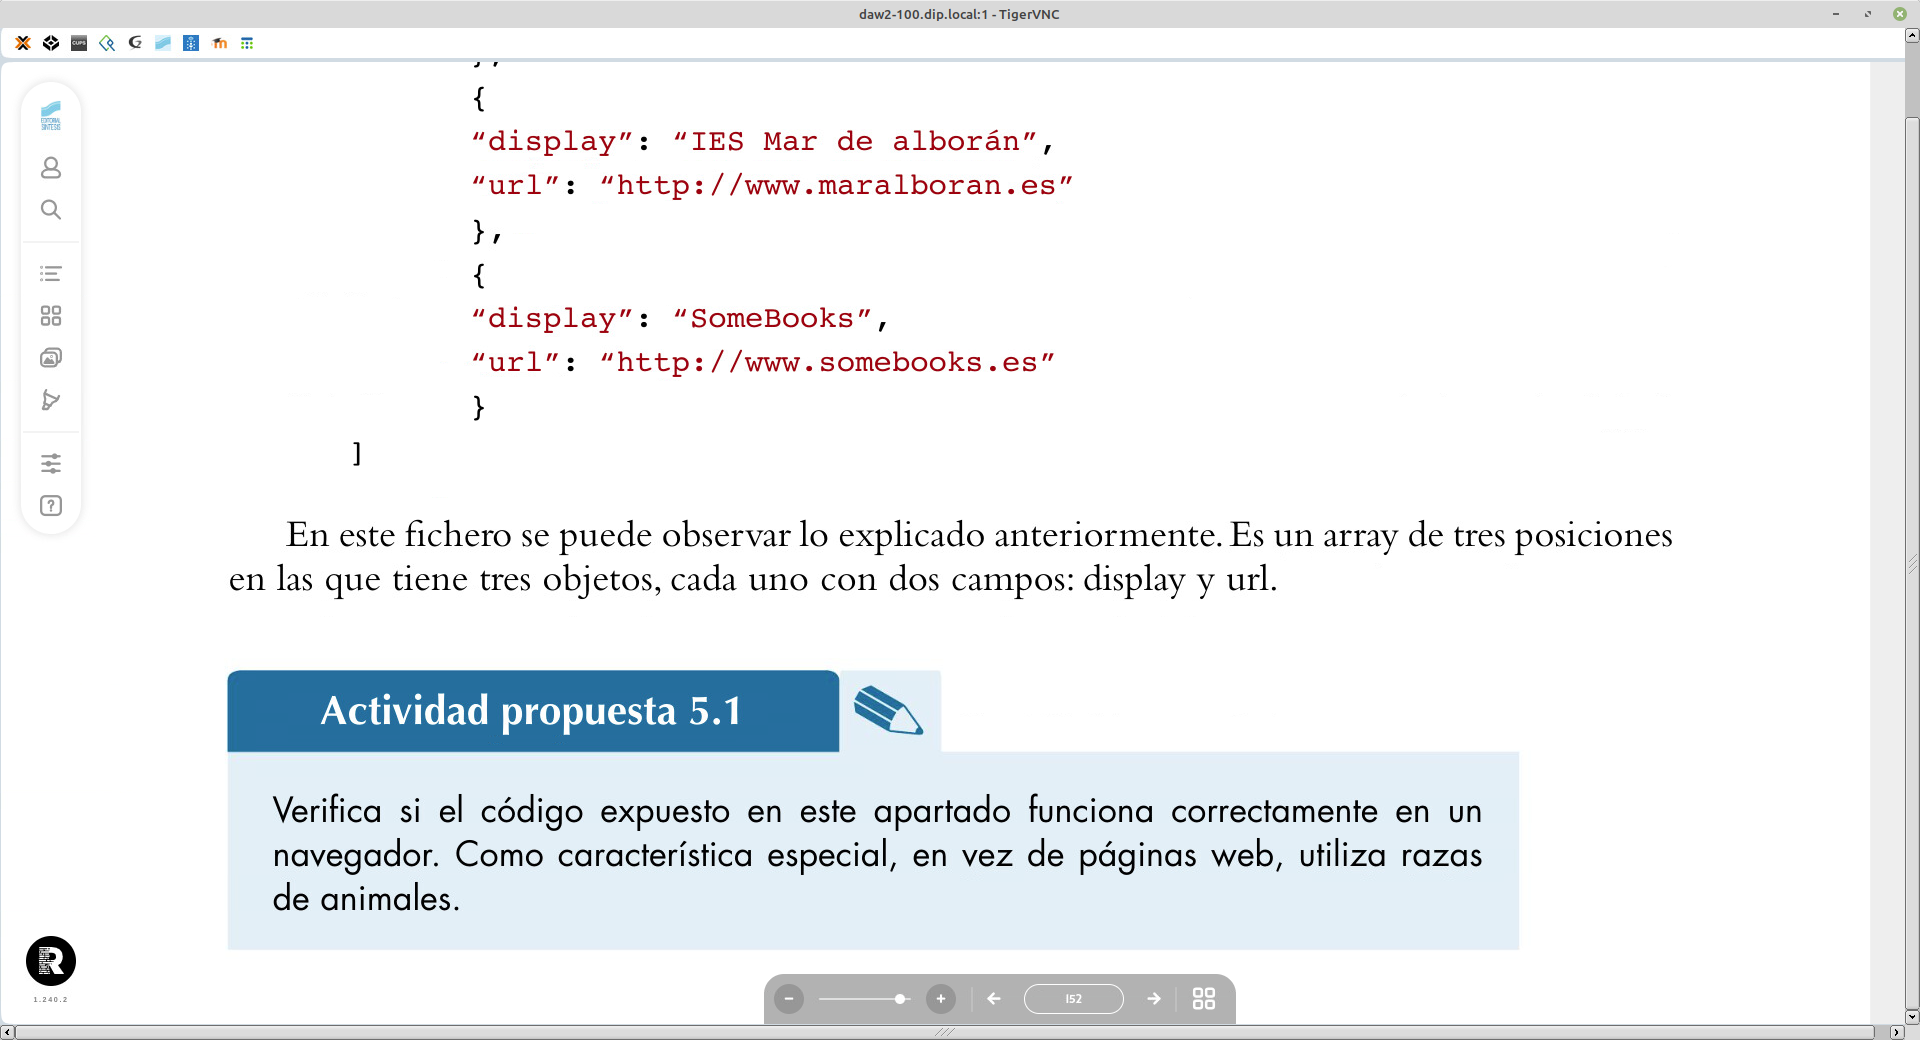 daw2-100.dip.local:1 - TigerVNC
CUPS
EDITORIAL
SINTESIS
},
{
“display”: “IES Mar de alborán”,
“url”: “http://www.maralboran.es”
},
{
“display”: “SomeBooks”,
“url”: “http://www.somebooks.es”
}
]
En este fichero se puede observar lo explicado anteriormente. Es un array de tres posiciones
en las que tiene tres objetos, cada uno con dos campos: display y url.
Actividad propuesta 5.1
Verifica si el código expuesto en este apartado funciona correctamente en un
navegador. Como característica especial, en vez de páginas web, utiliza razas
de animales.
R
1.240.2
152